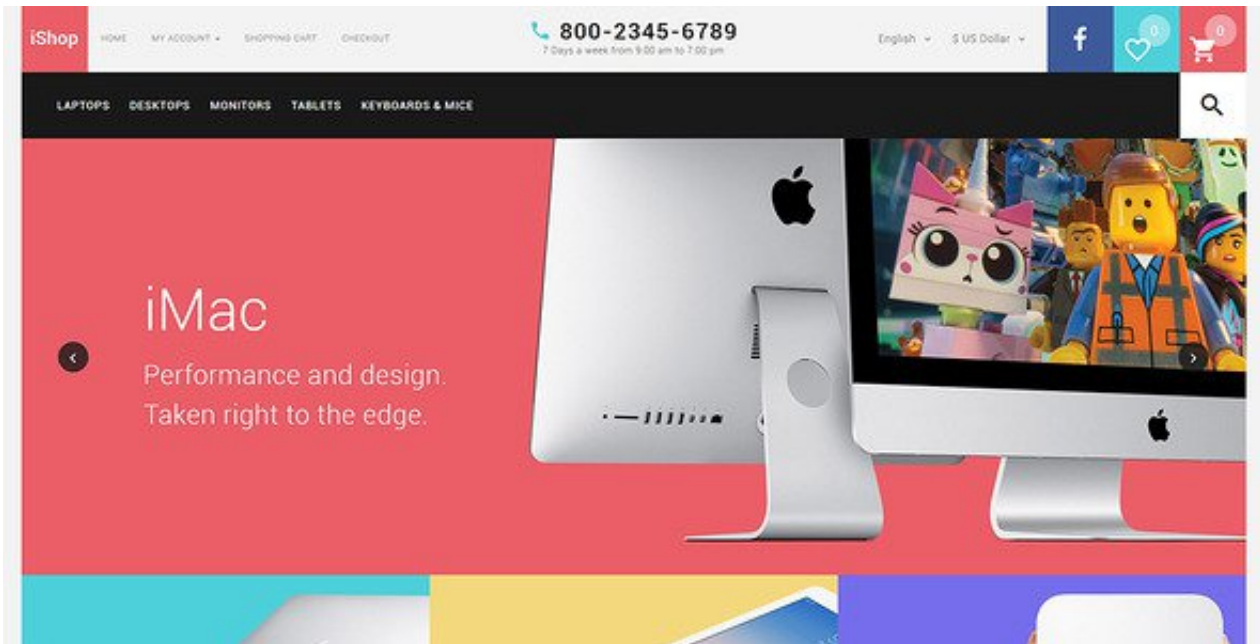 iShop
HOME MY ACCOUNT SHOPPING CART CHECKOUT
800-2345-6789
7 Days a week from 9:00 am to 7:00 pm
English $ US Dollar
f
0
0
LAPTOPS DESKTOPS MONITORS TABLETS KEYBOARDS & MICE
iMac
Performance and design.
Taken right to the edge.